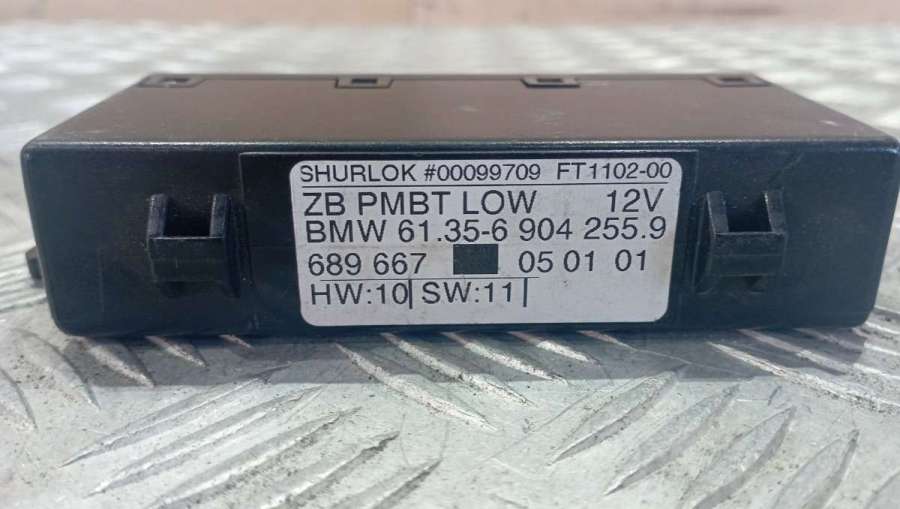 SHURLOK #00099709 FT1102-00
ZB PMBT LOW 12V
BMW 61.35-6 904 255.9
689 667 05 01 01
HW:10| SW:11|